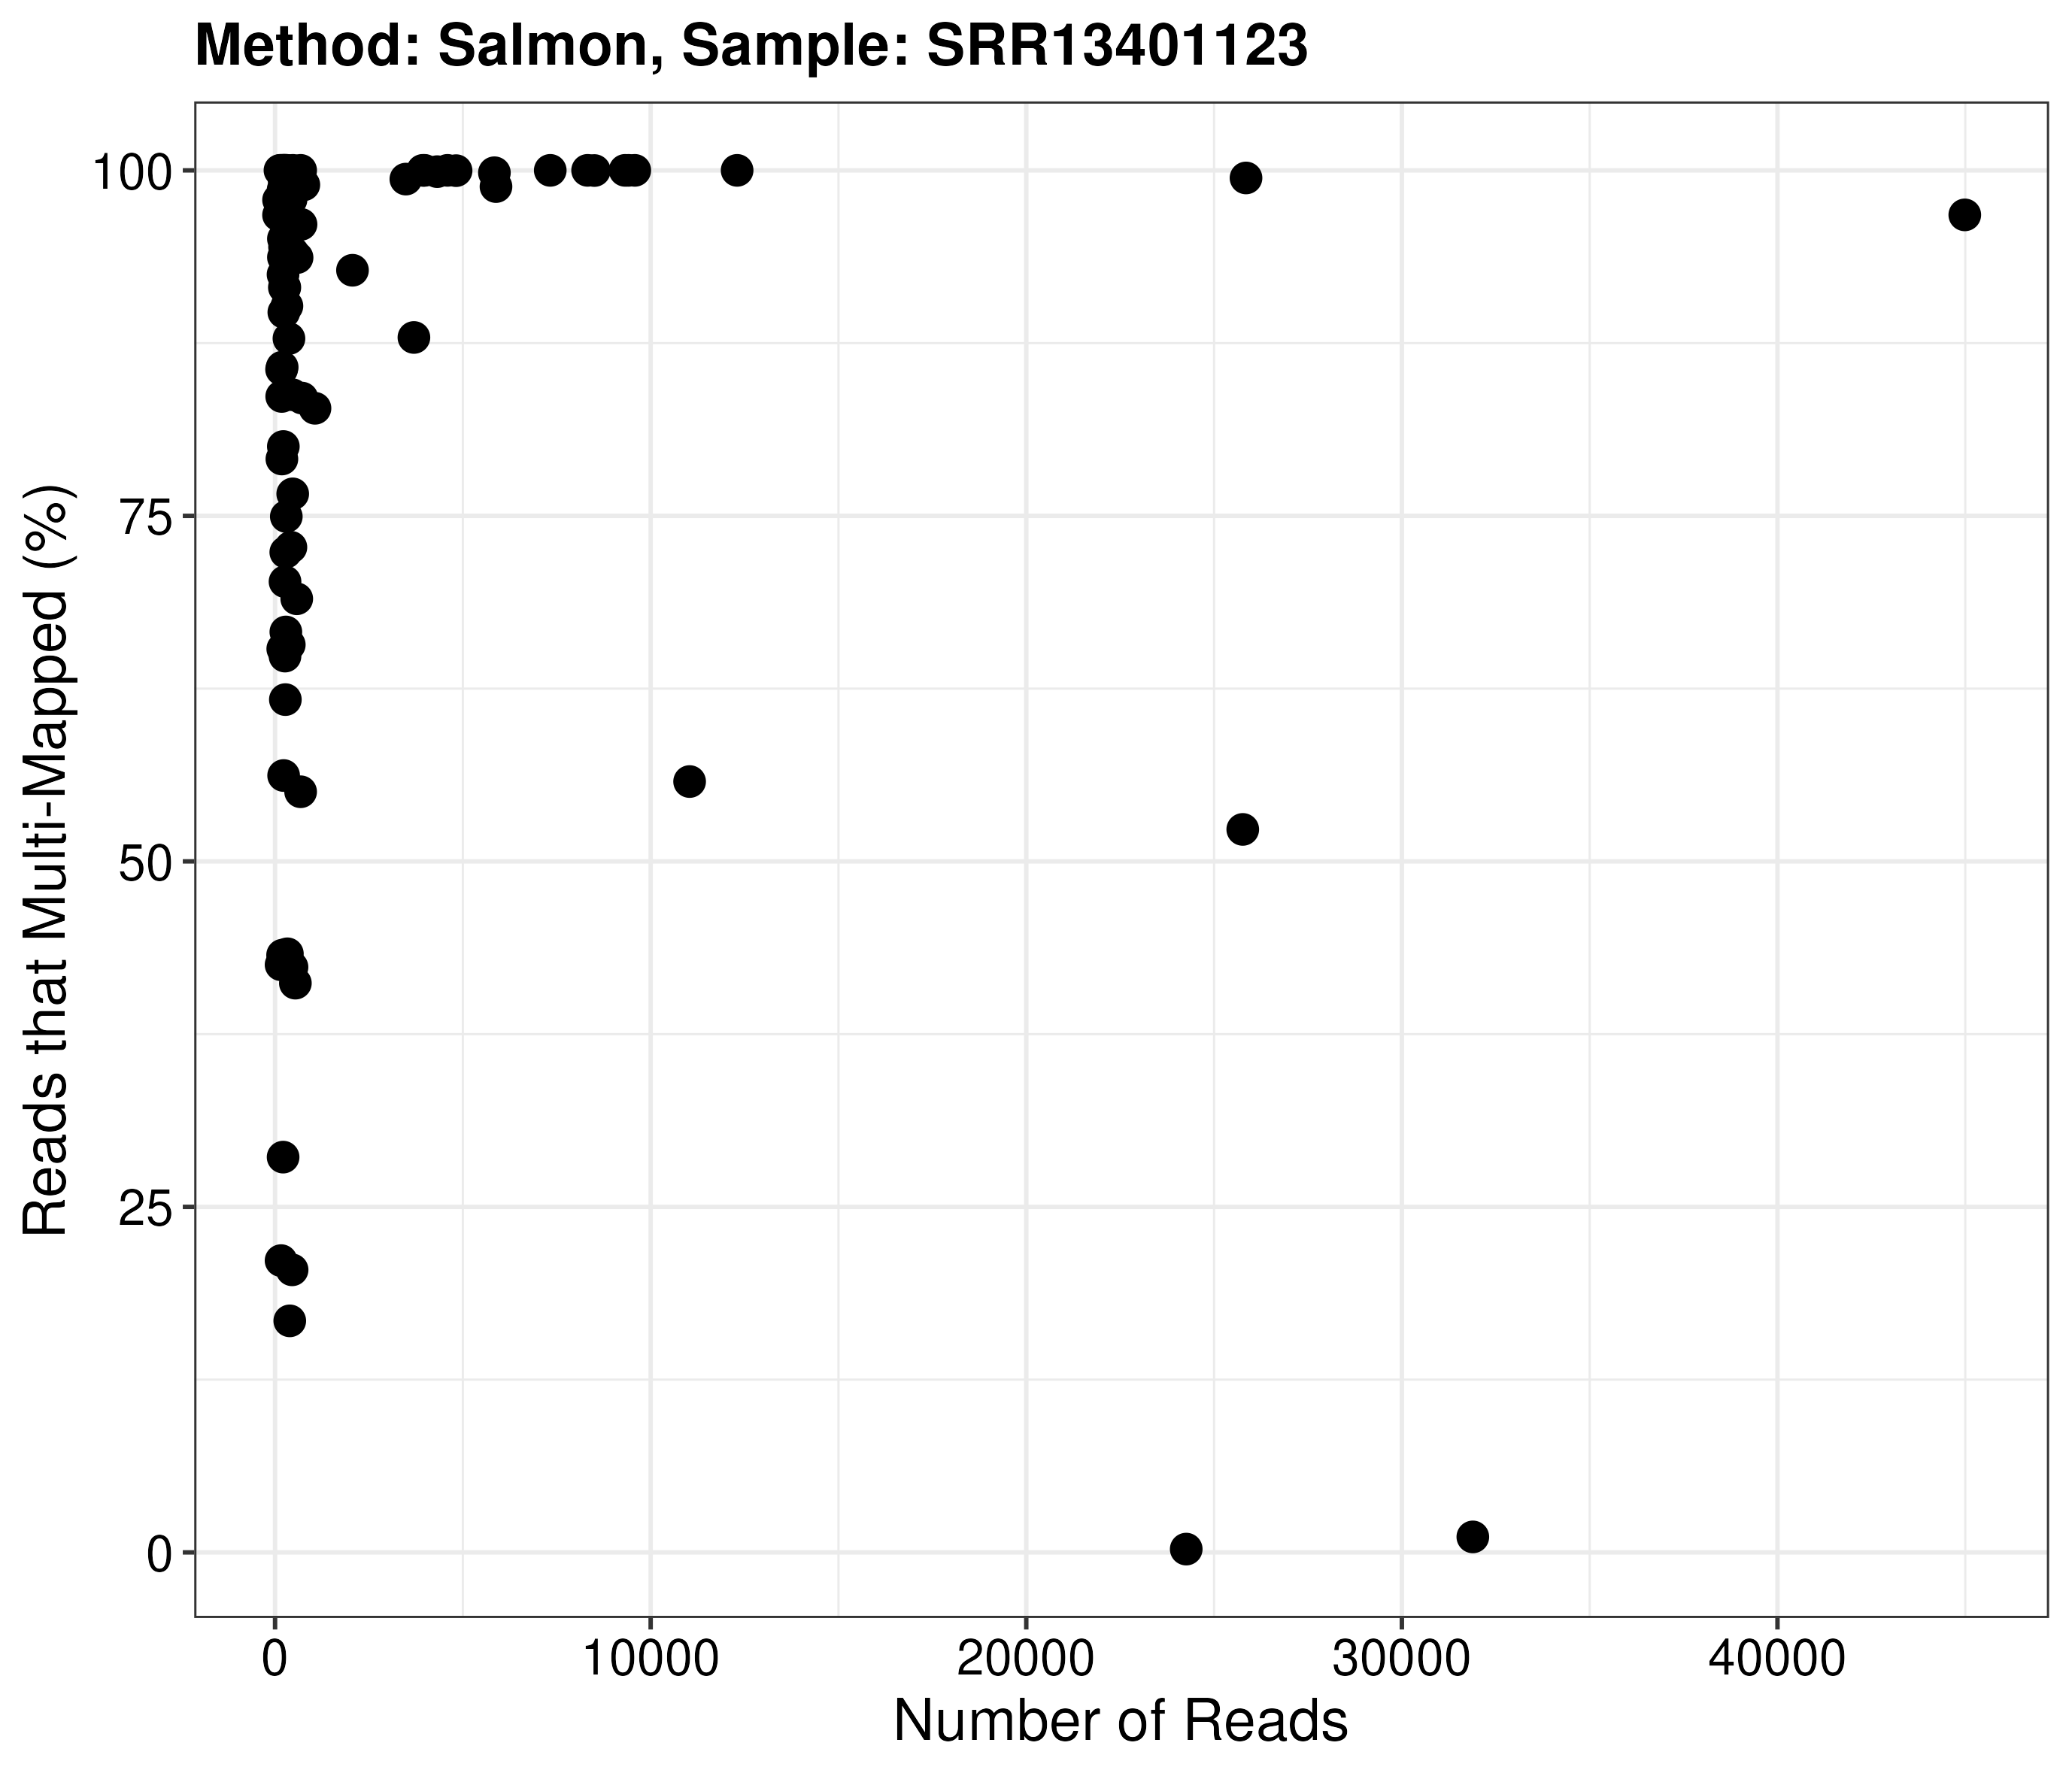 Method: Salmon, Sample: SRR13401123
Reads that Multi-Mapped (%)
100
75
50
25
0
0 10000 20000 30000 40000
Number of Reads